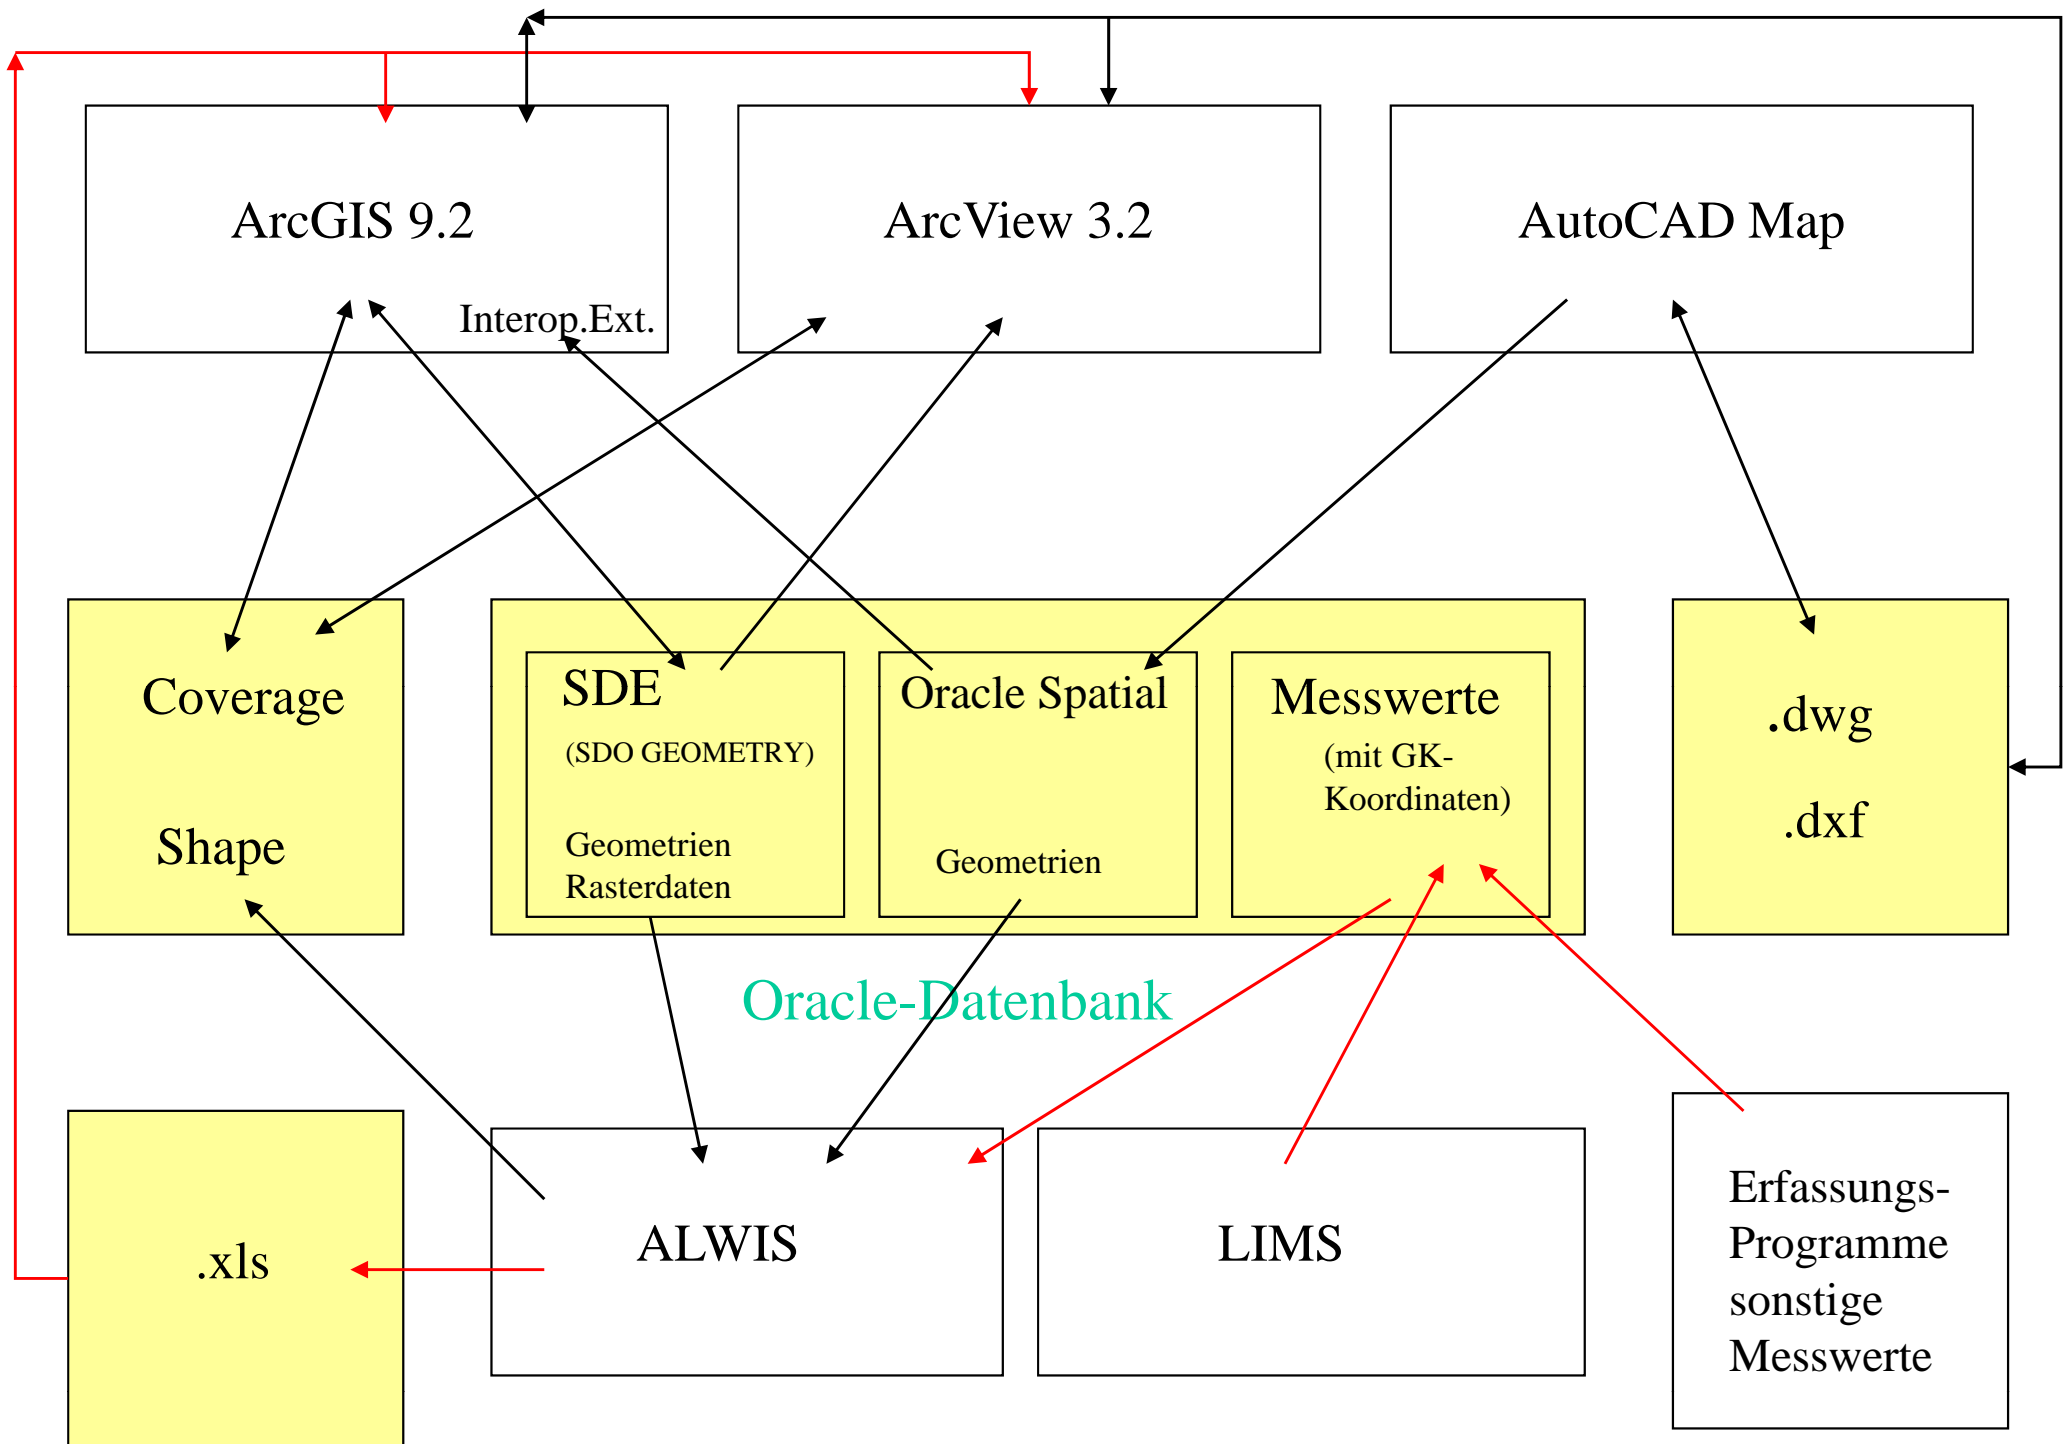 ArcGIS 9.2
ArcView 3.2
AutoCAD Map
Interop.Ext.
Coverage
Shape
SDE
(SDO GEOMETRY)
Geometrien
Rasterdaten
Oracle Spatial
Geometrien
Messwerte
(mit GK-
Koordinaten)
.dwg
.dxf
Oracle-Datenbank
.xls
ALWIS
LIMS
Erfassungs-
Programme
sonstige
Messwerte